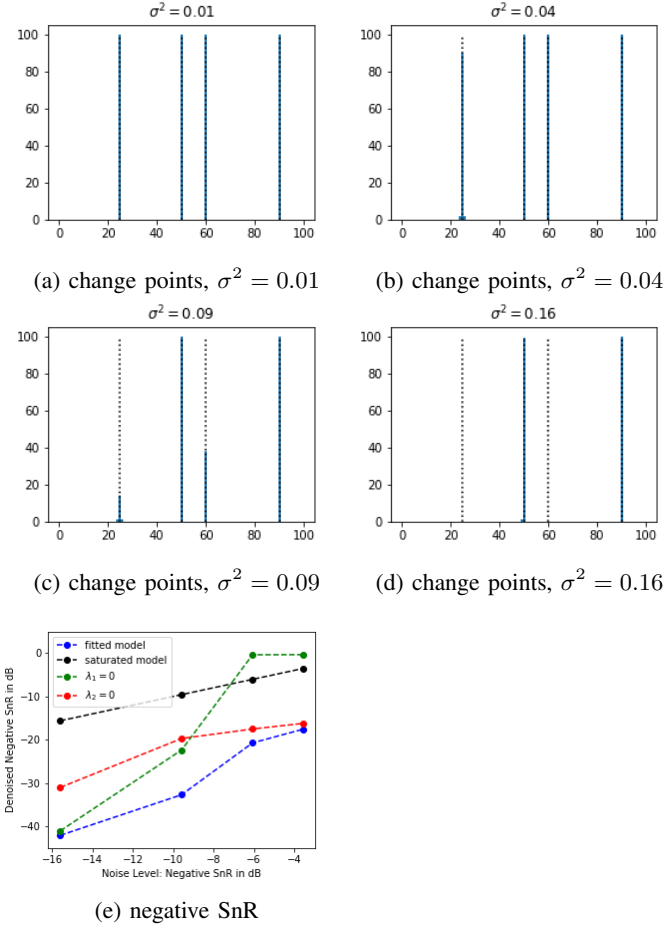 σ² = 0.01
100
80
60
40
20
0
0 20 40 60 80 100
(a) change points, σ² = 0.01
σ² = 0.04
100
80
60
40
20
0
0 20 40 60 80 100
(b) change points, σ² = 0.04
σ² = 0.09
100
80
60
40
20
0
0 20 40 60 80 100
(c) change points, σ² = 0.09
σ² = 0.16
100
80
60
40
20
0
0 20 40 60 80 100
(d) change points, σ² = 0.16
fitted model
saturated model
λ₁ = 0
λ₂ = 0
Denoised Negative SnR in dB
0
−10
−20
−30
−40
−16 −14 −12 −10 −8 −6 −4
Noise Level: Negative SnR in dB
(e) negative SnR